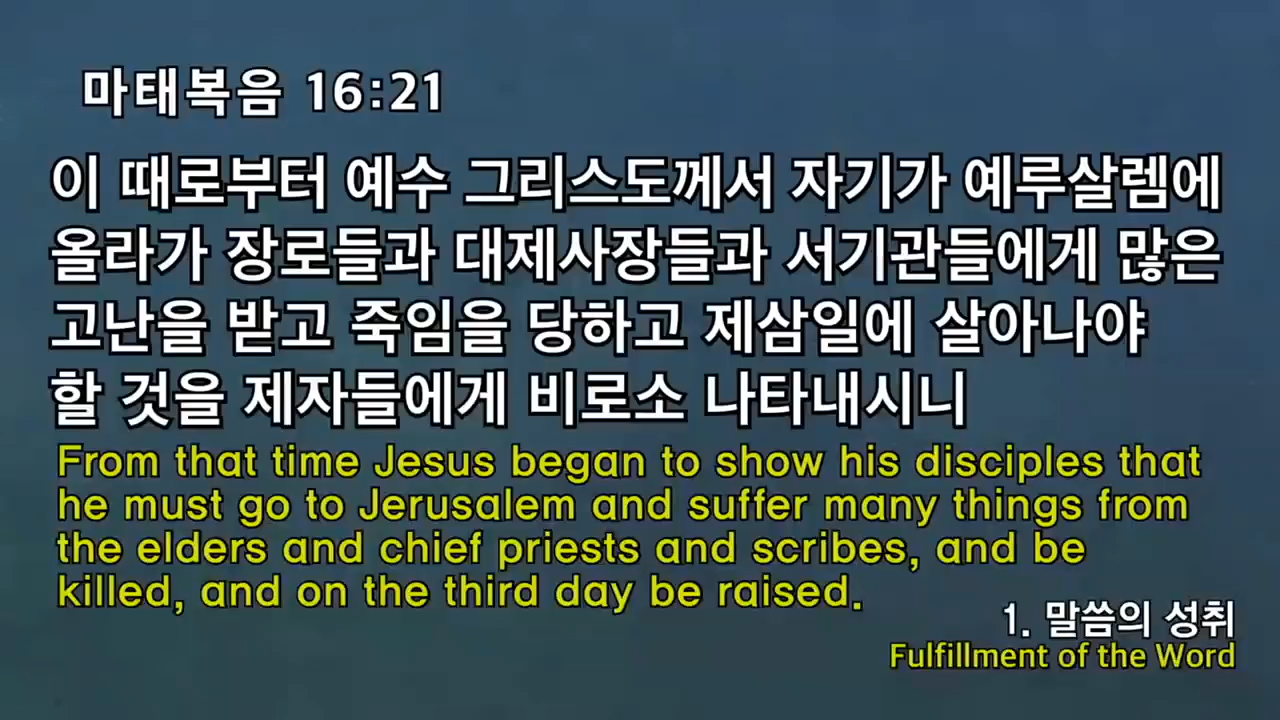 마태복음 16:21
이 때로부터 예수 그리스도께서 자기가 예루살렘에
올라가 장로들과 대제사장들과 서기관들에게 많은
고난을 받고 죽임을 당하고 제삼일에 살아나야
할 것을 제자들에게 비로소 나타내시니
From that time Jesus began to show his disciples that
he must go to Jerusalem and suffer many things from
the elders and chief priests and scribes, and be
killed, and on the third day be raised.
1. 말씀의 성취
Fulfillment of the Word